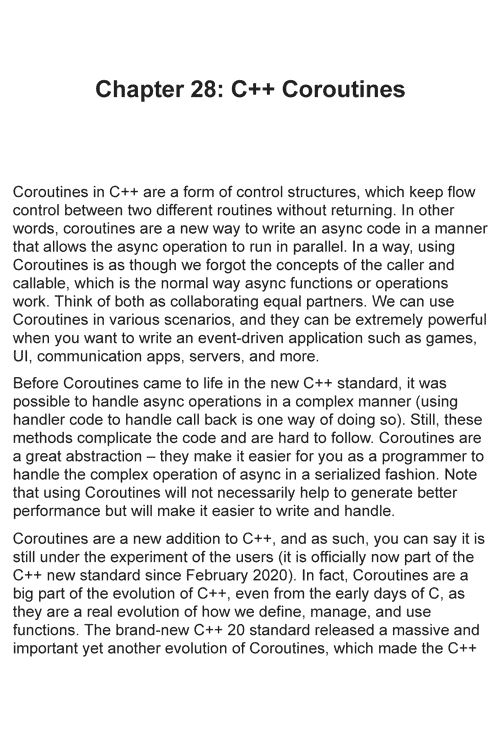 Chapter 28: C++ Coroutines
Coroutines in C++ are a form of control structures, which keep flow
control between two different routines without returning. In other
words, coroutines are a new way to write an async code in a manner
that allows the async operation to run in parallel. In a way, using
Coroutines is as though we forgot the concepts of the caller and
callable, which is the normal way async functions or operations
work. Think of both as collaborating equal partners. We can use
Coroutines in various scenarios, and they can be extremely powerful
when you want to write an event-driven application such as games,
UI, communication apps, servers, and more.
Before Coroutines came to life in the new C++ standard, it was
possible to handle async operations in a complex manner (using
handler code to handle call back is one way of doing so). Still, these
methods complicate the code and are hard to follow. Coroutines are
a great abstraction – they make it easier for you as a programmer to
handle the complex operation of async in a serialized fashion. Note
that using Coroutines will not necessarily help to generate better
performance but will make it easier to write and handle.
Coroutines are a new addition to C++, and as such, you can say it is
still under the experiment of the users (it is officially now part of the
C++ new standard since February 2020). In fact, Coroutines are a
big part of the evolution of C++, even from the early days of C, as
they are a real evolution of how we define, manage, and use
functions. The brand-new C++ 20 standard released a massive and
important yet another evolution of Coroutines, which made the C++